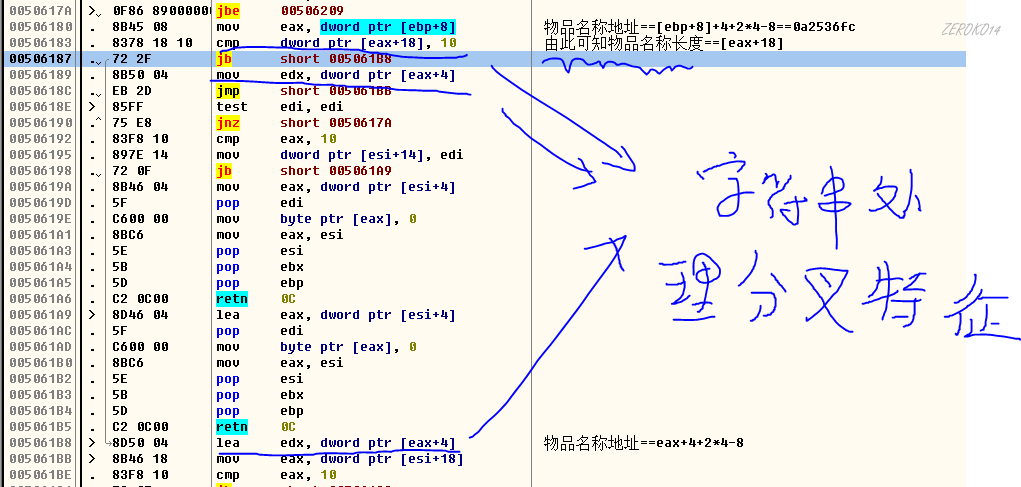 0050617A > 0F86 89000000 jbe 00506209
00506180 . 8B45 08 mov eax, dword ptr [ebp+8] 物品名称地址==[ebp+8]+4+2*4-8==0a2536fc
00506183 . 8378 18 10 cmp dword ptr [eax+18], 10 由此可知物品名称长度==[eax+18]
ZEROKO14
00506187 . 72 2F jb short 005061B8
00506189 . 8B50 04 mov edx, dword ptr [eax+4]
0050618C . EB 2D jmp short 005061BB
0050618E > 85FF test edi, edi
00506190 .^ 75 E8 jnz short 0050617A
00506192 . 83F8 10 cmp eax, 10
00506195 . 897E 14 mov dword ptr [esi+14], edi
00506198 . 72 0F jb short 005061A9
0050619A . 8B46 04 mov eax, dword ptr [esi+4]
0050619D . 5F pop edi
0050619E . C600 00 mov byte ptr [eax], 0
005061A1 . 8BC6 mov eax, esi
005061A3 . 5E pop esi
005061A4 . 5B pop ebx
005061A5 . 5D pop ebp
005061A6 . C2 0C00 retn 0C
005061A9 > 8D46 04 lea eax, dword ptr [esi+4]
005061AC . 5F pop edi
005061AD . C600 00 mov byte ptr [eax], 0
005061B0 . 8BC6 mov eax, esi
005061B2 . 5E pop esi
005061B3 . 5B pop ebx
005061B4 . 5D pop ebp
005061B5 . C2 0C00 retn 0C
005061B8 > 8D50 04 lea edx, dword ptr [eax+4] 物品名称地址==eax+4+2*4-8
005061BB > 8B46 18 mov eax, dword ptr [esi+18]
005061BE . 83F8 10 cmp eax, 10
字符串处
理分叉特征